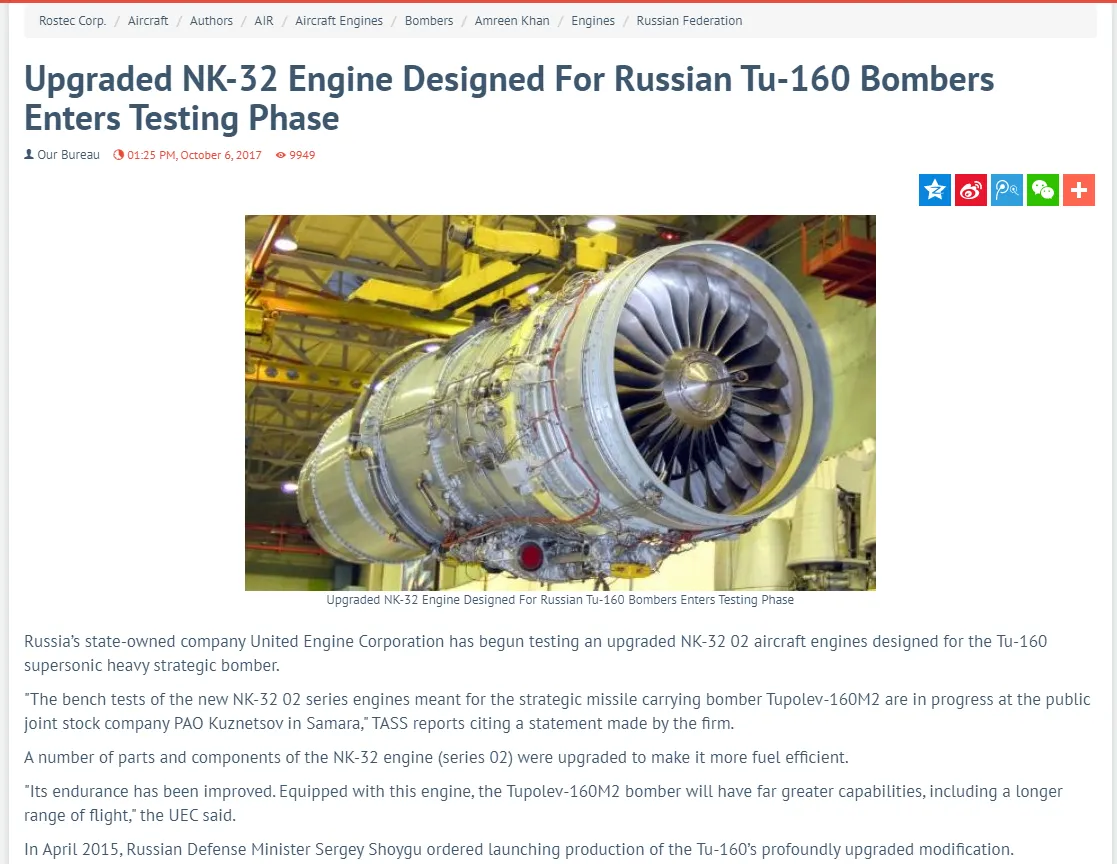 Rostec Corp. / Aircraft / Authors / AIR / Aircraft Engines / Bombers / Amreen Khan / Engines / Russian Federation
Upgraded NK-32 Engine Designed For Russian Tu-160 Bombers
Enters Testing Phase
Our Bureau 01:25 PM, October 6, 2017 9949
Upgraded NK-32 Engine Designed For Russian Tu-160 Bombers Enters Testing Phase
Russia’s state-owned company United Engine Corporation has begun testing an upgraded NK-32 02 aircraft engines designed for the Tu-160
supersonic heavy strategic bomber.
"The bench tests of the new NK-32 02 series engines meant for the strategic missile carrying bomber Tupolev-160M2 are in progress at the public
joint stock company PAO Kuznetsov in Samara," TASS reports citing a statement made by the firm.
A number of parts and components of the NK-32 engine (series 02) were upgraded to make it more fuel efficient.
"Its endurance has been improved. Equipped with this engine, the Tupolev-160M2 bomber will have far greater capabilities, including a longer
range of flight," the UEC said.
In April 2015, Russian Defense Minister Sergey Shoygu ordered launching production of the Tu-160’s profoundly upgraded modification.